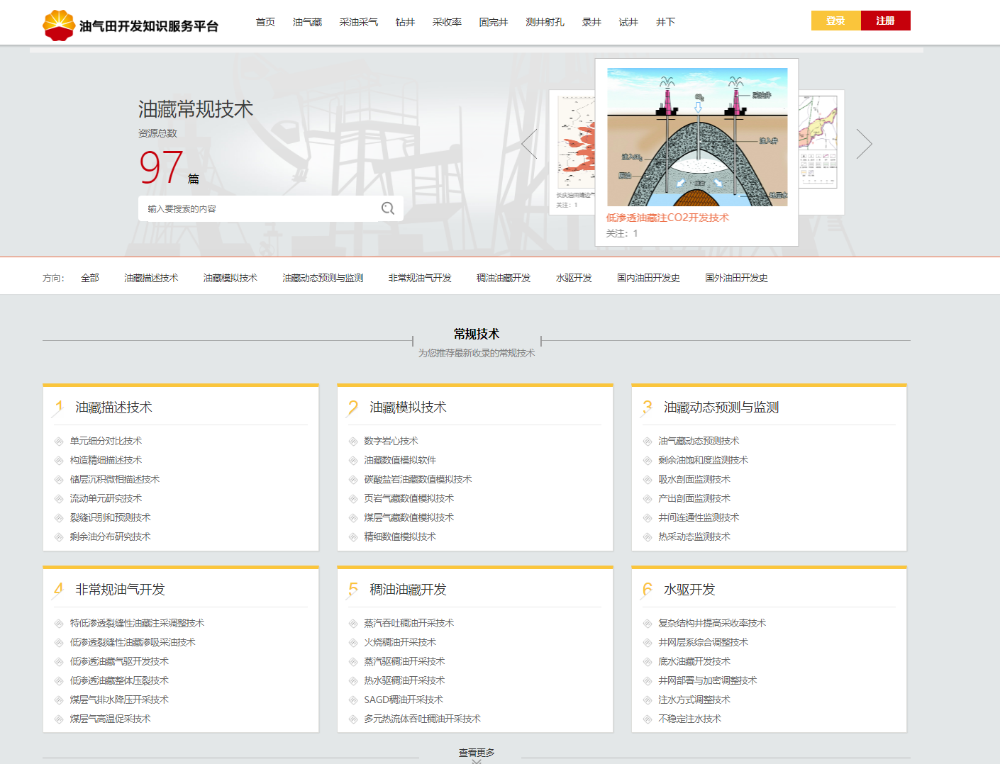 油气田开发知识服务平台
首页 油气藏 采油采气 钻井 采收率 固完井 测井射孔 录井 试井 井下
登录 注册
油藏常规技术
资源总数
97 篇
输入要搜索的内容
CO2
采油井
注入井
注入CO2
原油
长庆油田
关注：1
低渗透油藏注CO2开发技术
关注：1
方向： 全部 油藏描述技术 油藏模拟技术 油藏动态预测与监测 非常规油气开发 稠油油藏开发 水驱开发 国内油田开发史 国外油田开发史
常规技术
为您推荐最新收录的常规技术
1 油藏描述技术
单元细分对比技术
构造精细描述技术
储层沉积微相描述技术
流动单元研究技术
裂缝识别和预测技术
剩余油分布研究技术
2 油藏模拟技术
数字岩心技术
油藏数值模拟软件
碳酸盐岩油藏数值模拟技术
页岩气藏数值模拟技术
煤层气藏数值模拟技术
精细数值模拟技术
3 油藏动态预测与监测
油气藏动态预测技术
剩余油饱和度监测技术
吸水剖面监测技术
产出剖面监测技术
井间连通性监测技术
热采动态监测技术
4 非常规油气开发
特低渗透裂缝性油藏注采调整技术
低渗透裂缝性油藏渗吸采油技术
低渗透油藏气驱开发技术
低渗透油藏整体压裂技术
煤层气排水降压开采技术
煤层气高温促采技术
5 稠油油藏开发
蒸汽吞吐稠油开采技术
火烧稠油开采技术
蒸汽驱稠油开采技术
热水驱稠油开采技术
SAGD稠油开采技术
多元热流体吞吐稠油开采技术
6 水驱开发
复杂结构井提高采收率技术
井网层系综合调整技术
底水油藏开发技术
井网部署与加密调整技术
注水方式调整技术
不稳定注水技术
查看更多